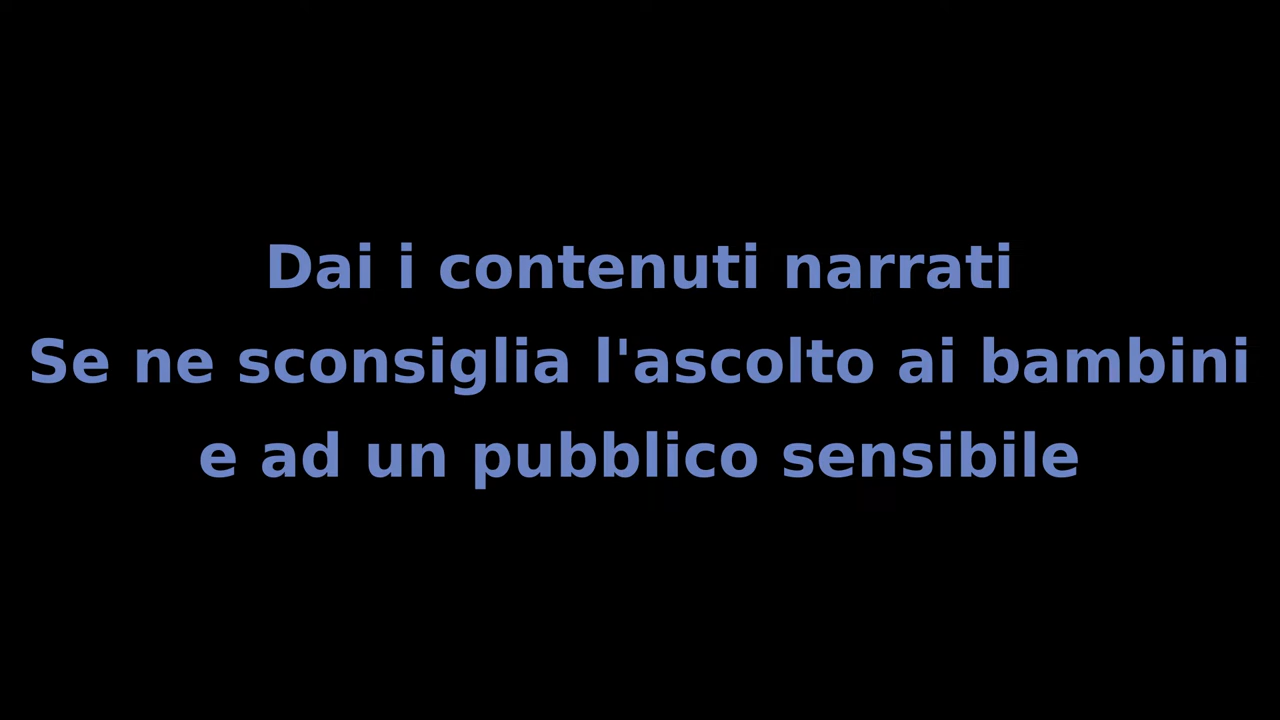 Dai i contenuti narrati
Se ne sconsiglia l'ascolto ai bambini
e ad un pubblico sensibile